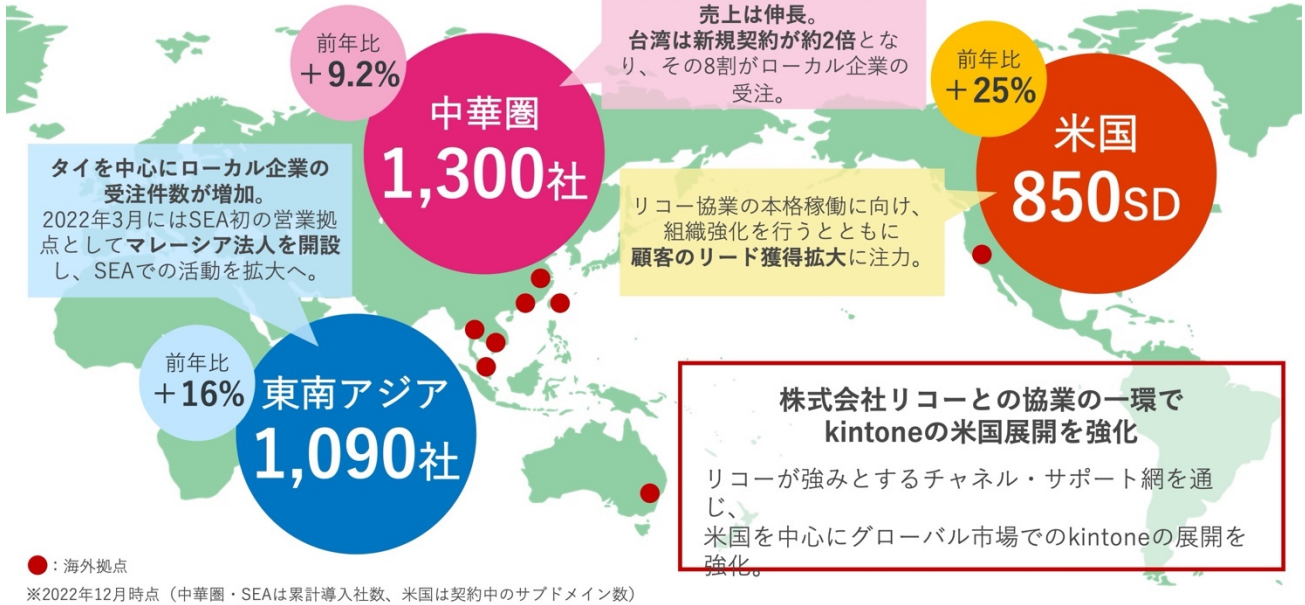 売上は伸長。
台湾は新規契約が約2倍とな
り、その8割がローカル企業の
受注。
前年比
+9.2%
中華圏
1,300社
前年比
+25%
米国
850SD
タイを中心にローカル企業の
受注件数が増加。
2022年3月にはSEA初の営業拠
点としてマレーシア法人を開設
し、SEAでの活動を拡大へ。
リコー協業の本格稼働に向け、
組織強化を行うとともに
顧客のリード獲得拡大に注力。
前年比
+16%
東南アジア
1,090社
株式会社リコーとの協業の一環で
kintoneの米国展開を強化
リコーが強みとするチャネル・サポート網を通
じ、
米国を中心にグローバル市場でのkintoneの展開を
強化。
：海外拠点
※2022年12月時点（中華圏・SEAは累計導入社数、米国は契約中のサブドメイン数）